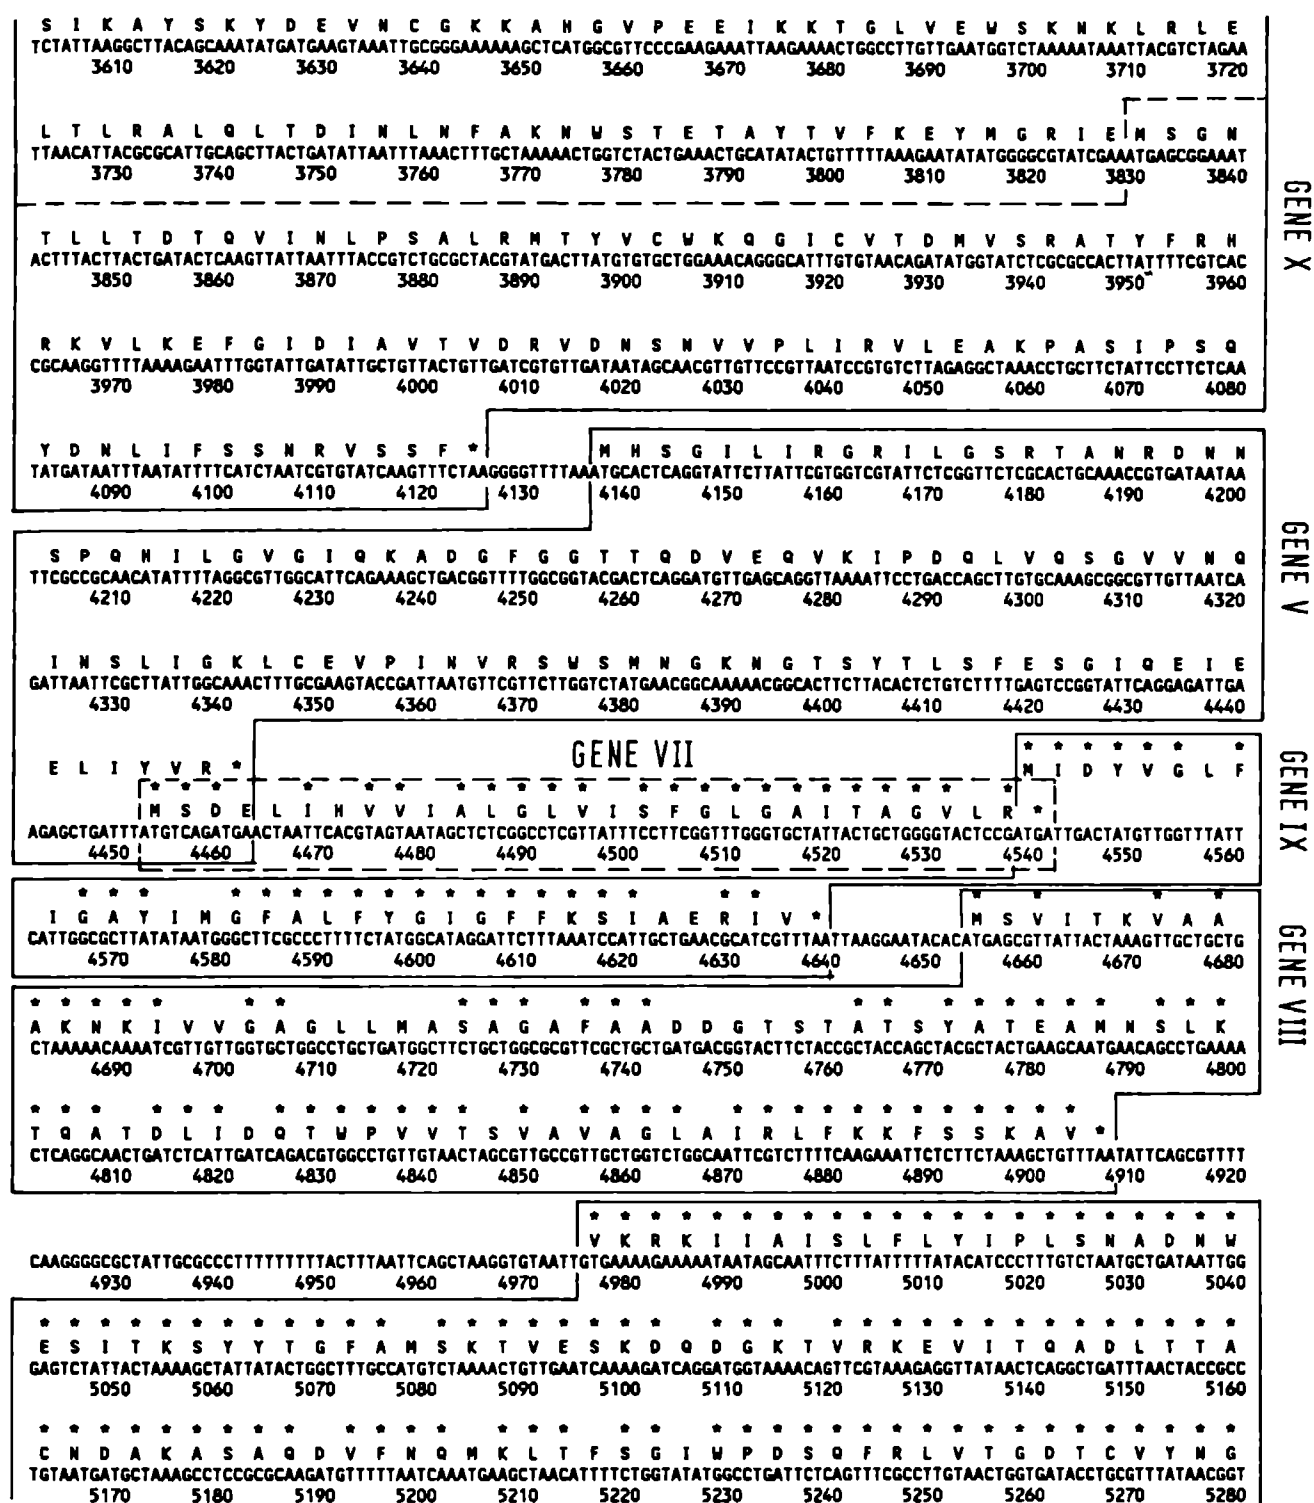 S I K A Y S K Y D E V N C G K K A H G V P E E I K K T G L V E W S K N K L R L E
TCTATTAAGGCTTACAGCAAATATGATGAAGTAAATTGCGGGAAAAAAGCTCATGGCGTTCCCGAAGAAATTAAGAAAACTGGCCTTGTTGAATGGTCTAAAAATAAATTACGTCTAGAA
3610 3620 3630 3640 3650 3660 3670 3680 3690 3700 3710 3720
L T L R A L Q L T D I N L N F A K N W S T E T A Y T V F K E Y M G R I E M S G N
TTAACATTACGCGCATTGCAGCTTACTGATATTAATTTAAACTTTGCTAAAAACTGGTCTACTGAAACTGCATATACTGTTTTTAAAGAATATATGGGGCGTATCGAAATGAGCGGAAAT
3730 3740 3750 3760 3770 3780 3790 3800 3810 3820 3830 3840
GENE X
T L L T D T Q V I N L P S A L R M T Y V C W K Q G I C V T D M V S R A T Y F R H
ACTTTACTTACTGATACTCAAGTTATTAATTTACCGTCTGCGCTACGTATGACTTATGTGTGCTGGAAACAGGGCATTTGTGTAACAGATATGGTATCTCGCGCCACTTATTTTCGTCAC
3850 3860 3870 3880 3890 3900 3910 3920 3930 3940 3950 3960
R K V L K E F G I D I A V T V D R V D N S N V V P L I R V L E A K P A S I P S Q
CGCAAGGTTTTAAAAGAATTTGGTATTGATATTGCTGTTACTGTTGATCGTGTTGATAATAGCAACGTTGTTCCGTTAATCCGTGTCTTAGAGGCTAAACCTGCTTCTATTCCTTCTCAA
3970 3980 3990 4000 4010 4020 4030 4040 4050 4060 4070 4080
Y D N L I F S S N R V S S F * M H S G I L I R G R I L G S R T A N R D N N
TATGATAATTTAATATTTTCATCTAATCGTGTATCAAGTTTCTAAGGGGTTTTAAATGCACTCAGGTATTCTTATTCGTGGTCGTATTCTCGGTTCTCGCACTGCAAACCGTGATAATAA
4090 4100 4110 4120 4130 4140 4150 4160 4170 4180 4190 4200
GENE V
S P Q H I L G V G I Q K A D G F G G T T Q D V E Q V K I P D Q L V Q S G V V N Q
TTCGCCGCAACATATTTTAGGCGTTGGCATTCAGAAAGCTGACGGTTTTGGCGGTACGACTCAGGATGTTGAGCAGGTTAAAATTCCTGACCAGCTTGTGCAAAGCGGCGTTGTTAATCA
4210 4220 4230 4240 4250 4260 4270 4280 4290 4300 4310 4320
I N S L I G K L C E V P I N V R S W S M N G K N G T S Y T L S F E S G I Q E I E
GATTAATTCGCTTATTGGCAAACTTTGCGAAGTACCGATTAATGTTCGTTCTTGGTCTATGAACGGCAAAAACGGCACTTCTTACACTCTGTCTTTTGAGTCCGGTATTCAGGAGATTGA
4330 4340 4350 4360 4370 4380 4390 4400 4410 4420 4430 4440
GENE VII
GENE IX
* * * * * * *
E L I Y V R * M I D Y V G L F
* * * * * * * * * * * * * * * * * * * *
M S D E L I H V V I A L G L V I S F G L G A I T A G V L R *
AGAGCTGATTTATGTCAGATGAACTAATTCACGTAGTAATAGCTCTCGGCCTCGTTATTTCCTTCGGTTTGGGTGCTATTACTGCTGGGGTACTCCGATGATTGACTATGTTGGTTTATT
4450 4460 4470 4480 4490 4500 4510 4520 4530 4540 4550 4560
* * * * * * * * * * * * * * * * * * * * * * * *
I G A Y I M G F A L F Y G I G F F K S I A E R I V * M S V I T K V A A
CATTGGCGCTTATATAATGGGCTTCGCCCTTTTCTATGGCATAGGATTCTTTAAATCCATTGCTGAACGCATCGTTTAATTAAGGAATACACATGAGCGTTATTACTAAAGTTGCTGCTG
4570 4580 4590 4600 4610 4620 4630 4640 4650 4660 4670 4680
GENE VIII
* * * * * * * * * * * * * * * * * * * * * * * *
A K N K I V V G A G L L M A S A G A F A A D D G T S T A T S Y A T E A M N S L K
CTAAAAACAAAATCGTTGTTGGTGCTGGCCTGCTGATGGCTTCTGCTGGCGCGTTCGCTGCTGATGACGGTACTTCTACCGCTACCAGCTACGCTACTGAAGCAATGAACAGCCTGAAAA
4690 4700 4710 4720 4730 4740 4750 4760 4770 4780 4790 4800
* * * * * * * * * * * * * * * * * * * * * * * * * * * * *
T Q A T D L I D Q T W P V V T S V A V A G L A I R L F K K F S S K A V *
CTCAGGCAACTGATCTCATTGATCAGACGTGGCCTGTTGTAACTAGCGTTGCCGTTGCTGGTCTGGCAATTCGTCTTTTCAAGAAATTCTCTTCTAAAGCTGTTTAATATTCAGCGTTTT
4810 4820 4830 4840 4850 4860 4870 4880 4890 4900 4910 4920
* * * * * * * * * * * * * * * * * * * * * *
V K R K I I A I S L F L Y I P L S N A D N W
CAAGGGGCGCTATTGCGCCCTTTTTTTTTTACTTTAATTCAGCTAAGGTGTAATTGTGAAAAGAAAAATAATAGCAATTTCTTTATTTTTATACATCCCTTTGTCTAATGCTGATAATTGG
4930 4940 4950 4960 4970 4980 4990 5000 5010 5020 5030 5040
* * * * * * * * * * * * * * * * * * * * * * * * * * * * * * * * * * * * *
E S I T K S Y Y T G F A M S K T V E S K D Q D G K T V R K E V I T Q A D L T T A
GAGTCTATTACTAAAAGCTATTATACTGGCTTTGCCATGTCTAAAACTGTTGAATCAAAAGATCAGGATGGTAAAACAGTTCGTAAAGAGGTTATAACTCAGGCTGATTTAACTACCGCC
5050 5060 5070 5080 5090 5100 5110 5120 5130 5140 5150 5160
* * * * * * * * * * * * * * * * * * * * * * * * * * * * * * * * * * *
C N D A K A S A Q D V F N Q M K L T F S G I W P D S Q F R L V T G D T C V Y N G
TGTAATGATGCTAAAGCCTCCGCGCAAGATGTTTTTAATCAAATGAAGCTAACATTTTCTGGTATATGGCCTGATTCTCAGTTTCGCCTTGTAACTGGTGATACCTGCGTTTATAACGGT
5170 5180 5190 5200 5210 5220 5230 5240 5250 5260 5270 5280